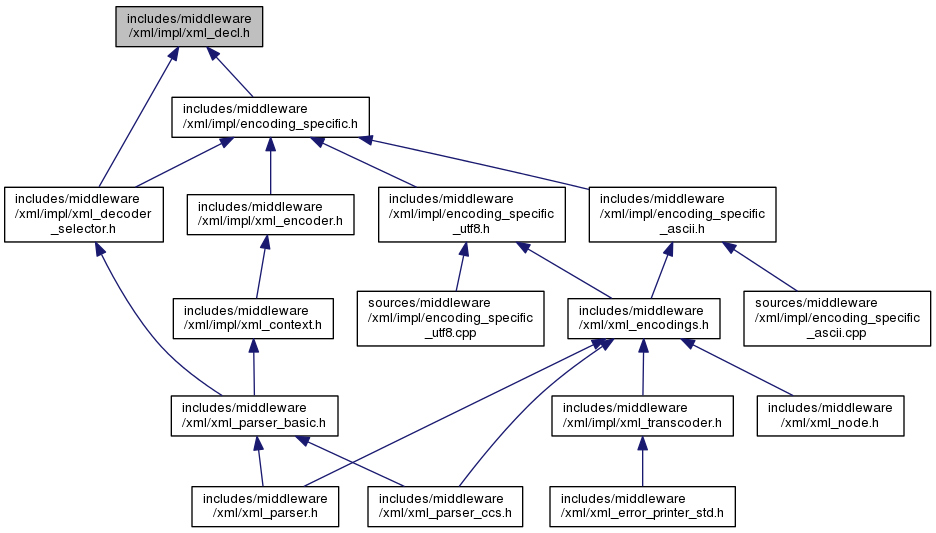 includes/middleware
/xml/impl/xml_decl.h
includes/middleware
/xml/impl/encoding_specific.h
includes/middleware
/xml/impl/xml_decoder
_selector.h
includes/middleware
/xml/impl/xml_encoder.h
includes/middleware
/xml/impl/encoding_specific
_utf8.h
includes/middleware
/xml/impl/encoding_specific
_ascii.h
includes/middleware
/xml/impl/xml_context.h
sources/middleware
/xml/impl/encoding_specific
_utf8.cpp
includes/middleware
/xml/xml_encodings.h
sources/middleware
/xml/impl/encoding_specific
_ascii.cpp
includes/middleware
/xml/xml_parser_basic.h
includes/middleware
/xml/impl/xml_transcoder.h
includes/middleware
/xml/xml_node.h
includes/middleware
/xml/xml_parser.h
includes/middleware
/xml/xml_parser_ccs.h
includes/middleware
/xml/xml_error_printer_std.h